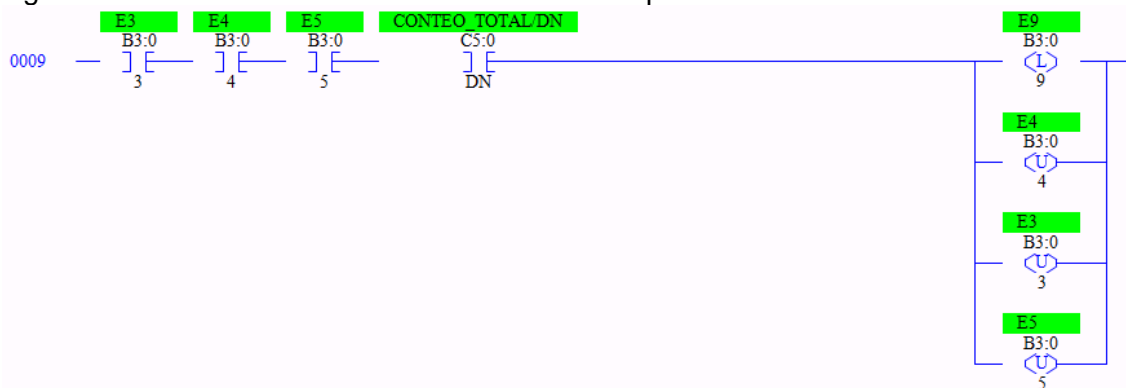 E3 E4 E5 CONTEO_TOTAL/DN E9
B3:0 B3:0 B3:0 C5:0 B3:0
0009 L
3 4 5 DN 9
E4
B3:0
U
4
E3
B3:0
U
3
E5
B3:0
U
5